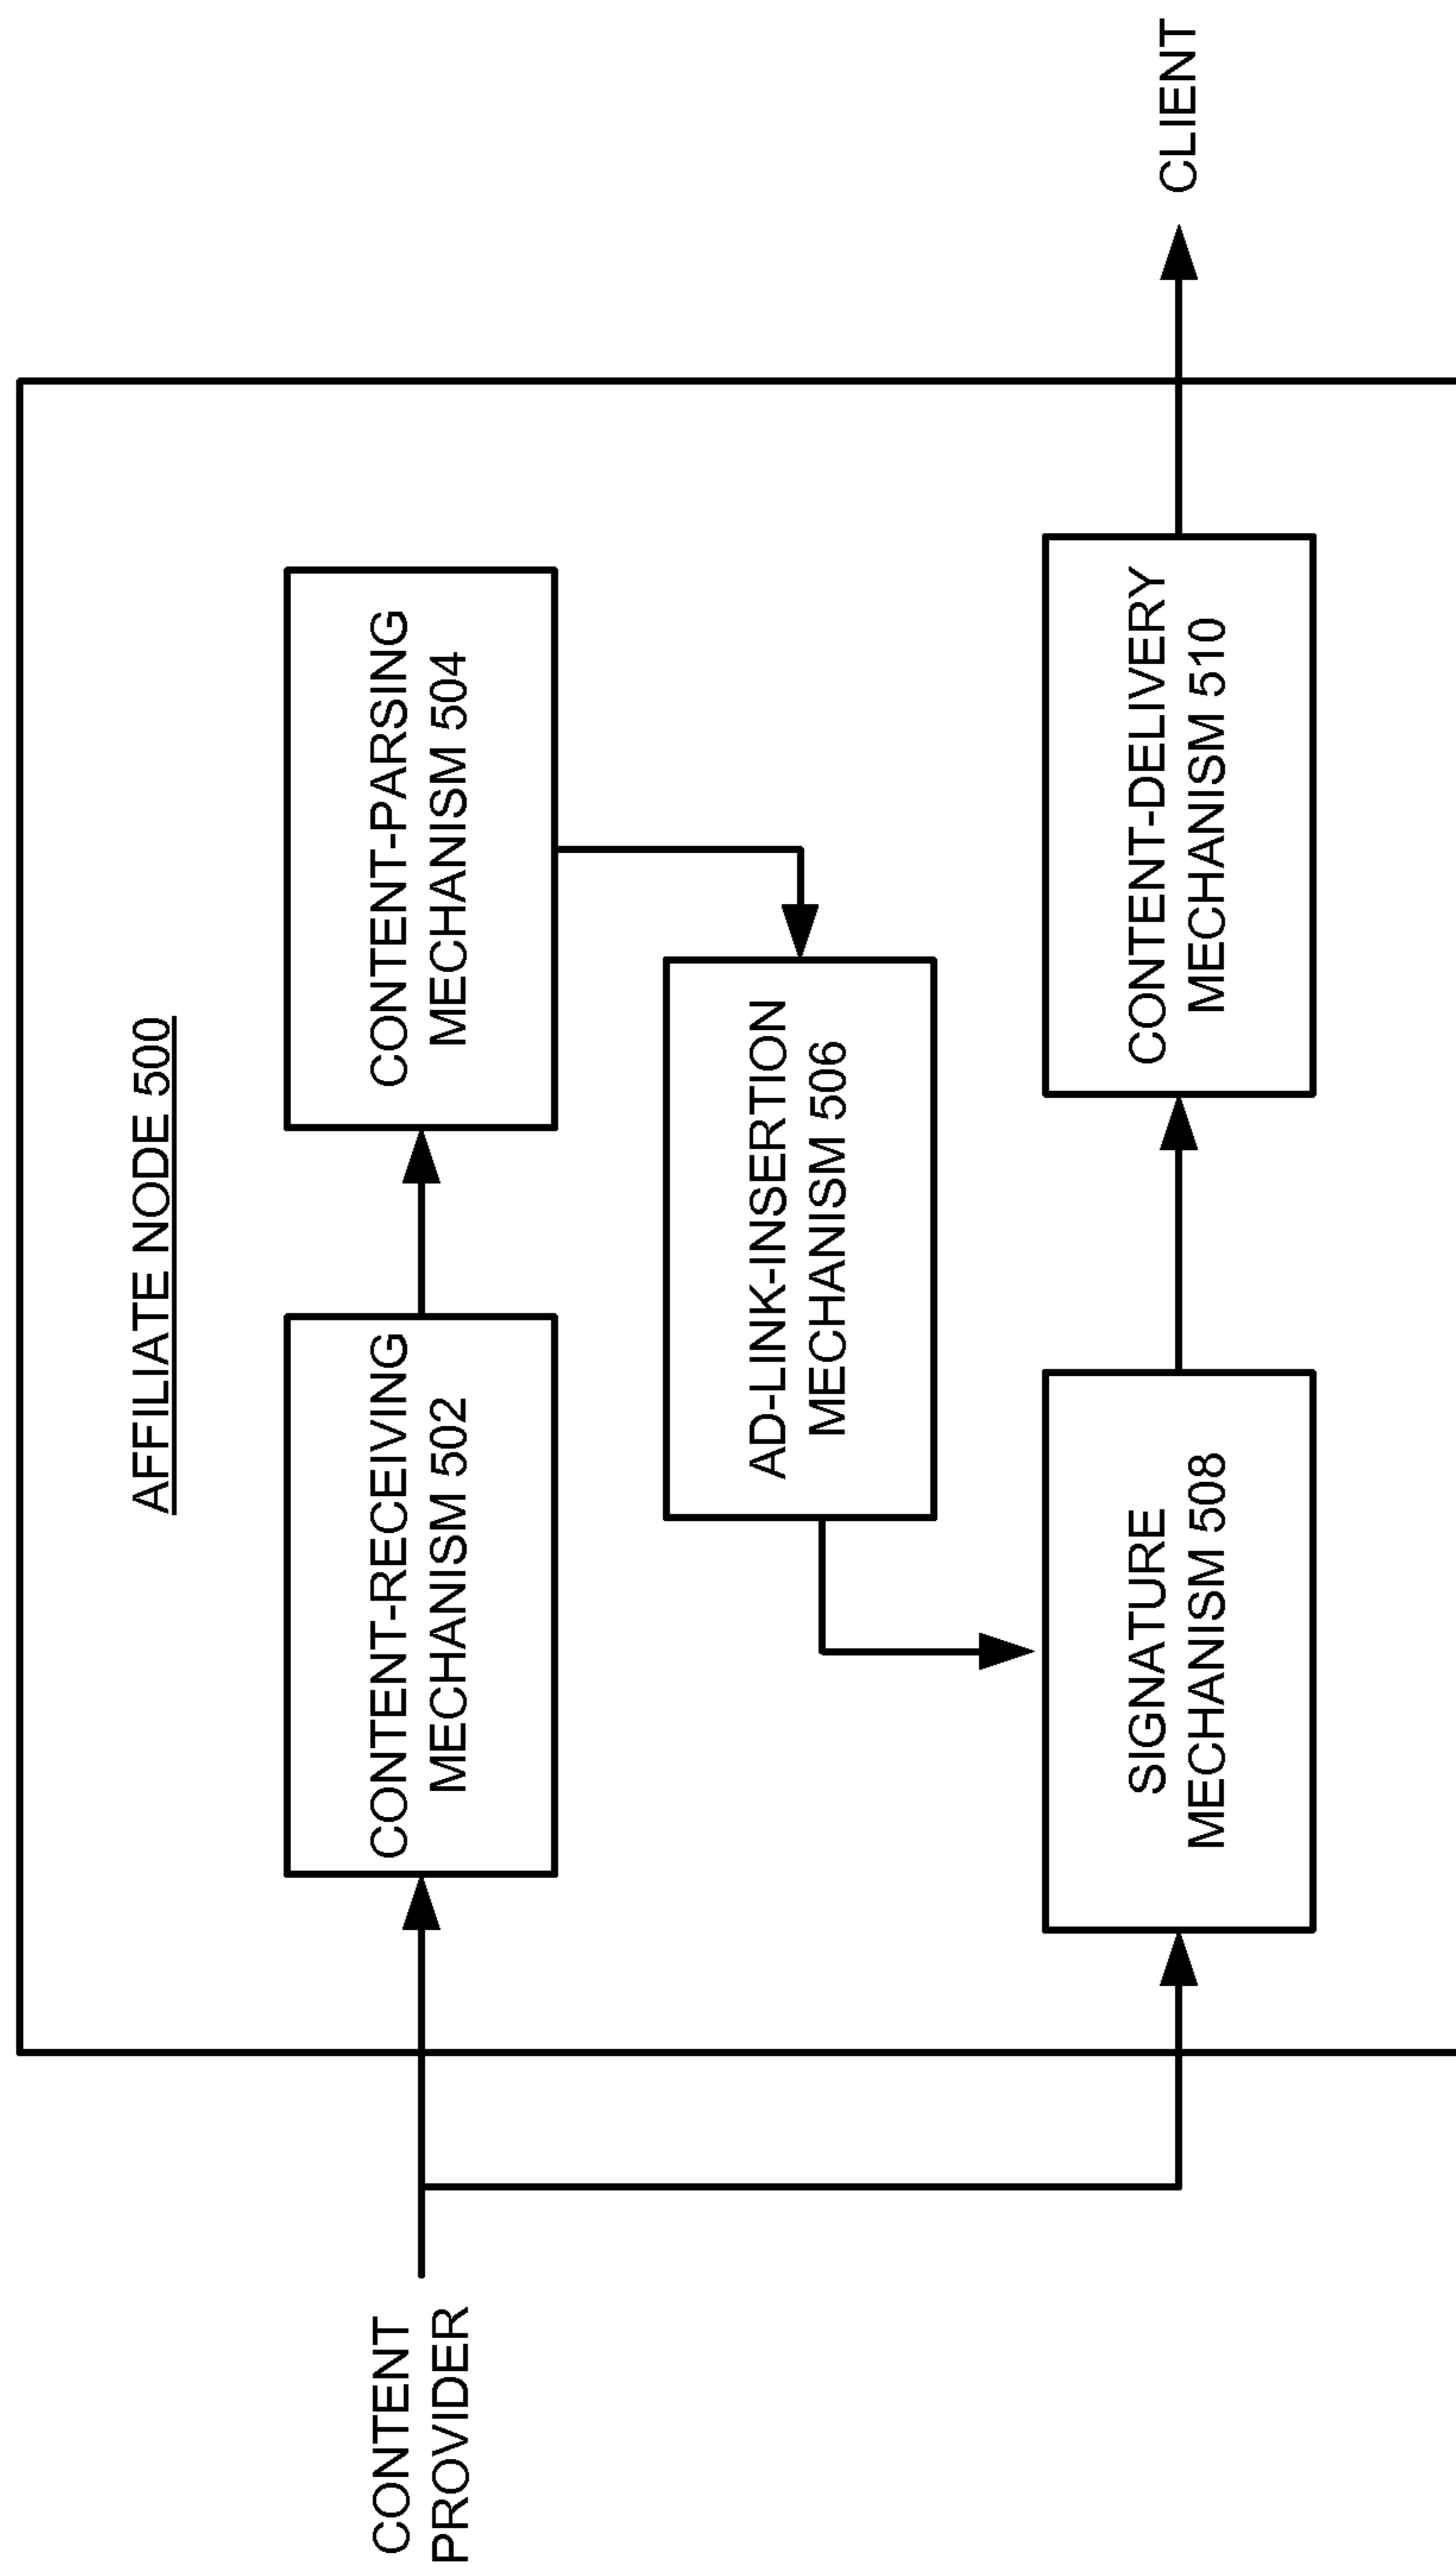 AFFILIATE NODE 500
CONTENT
PROVIDER
CONTENT-RECEIVING
MECHANISM 502
CONTENT-PARSING
MECHANISM 504
AD-LINK-INSERTION
MECHANISM 506
SIGNATURE
MECHANISM 508
CONTENT-DELIVERY
MECHANISM 510
CLIENT